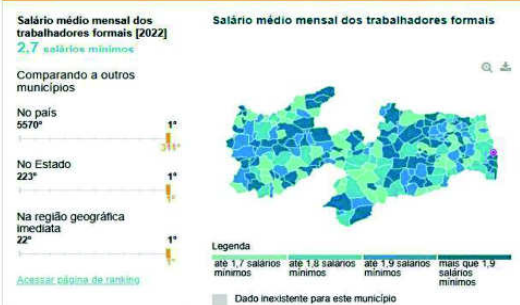 Salário médio mensal dos
trabalhadores formais [2022]
2,7 salários mínimos
Comparando a outros
municípios
No país
5570º 1º
311º
No Estado
223º 1º
1º
Na região geográfica
imediata
22º 1º
1º
Acessar página de ranking
Salário médio mensal dos trabalhadores formais
Legenda
até 1,7 salários
mínimos
até 1,8 salários
mínimos
até 1,9 salários
mínimos
mais que 1,9
salários
mínimos
Dado inexistente para este município